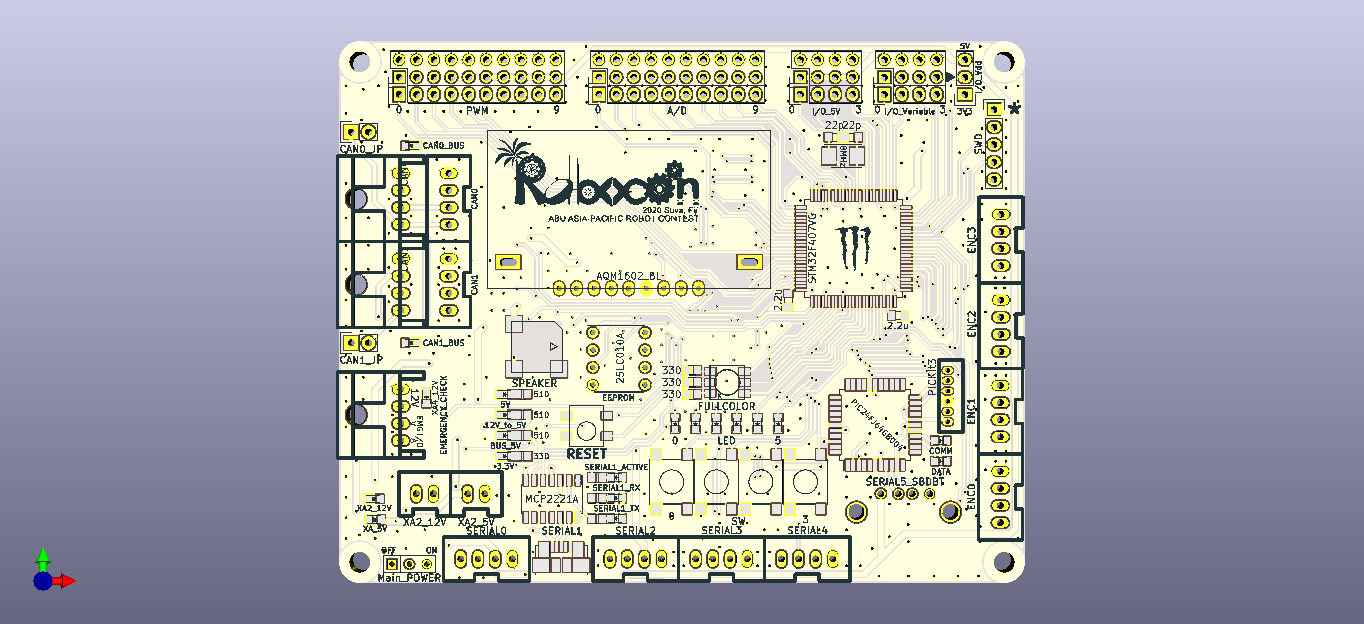 5V
I/O_Vdd
0 PWM 9
0 A/D 9
0 I/O_5V 3
0 I/O_Variable 3
3V3
*
SWD
22p22p
CAN0_JP
CAN0_BUS
CAN0
CAN1
Robocon
2020 Suva, Fiji
ABU ASIA-PACIFIC ROBOT CONTEST
AQM1602_BL
STM32F407VG
2.2u
2.2u
ENC3
ENC2
ENC1
ENC0
CAN1_JP
CAN1_BUS
SPEAKER
25LC010A
EEPROM
330
330
330
FULLCOLOR
PICKIT3
12V
EMG1/0
XA4_12V
EMERGENCY_CHECK
510
5V
510
12V_to_5V
510
BUS_5V
330
3.3V
RESET
0 LED 5
PIC24FJ64GB004
COMM
DATA
SERIAL5_SBDBT
SERIAL1_ACTIVE
SERIAL1_RX
SERIAL1_TX
MCP2221A
SW
3
XA2_12V
XA_5V
XA2_12V
XA2_5V
SERIAL0
SERIAL1
SERIAL2
SERIAL3
SERIAL4
OFF ON
Main_POWER